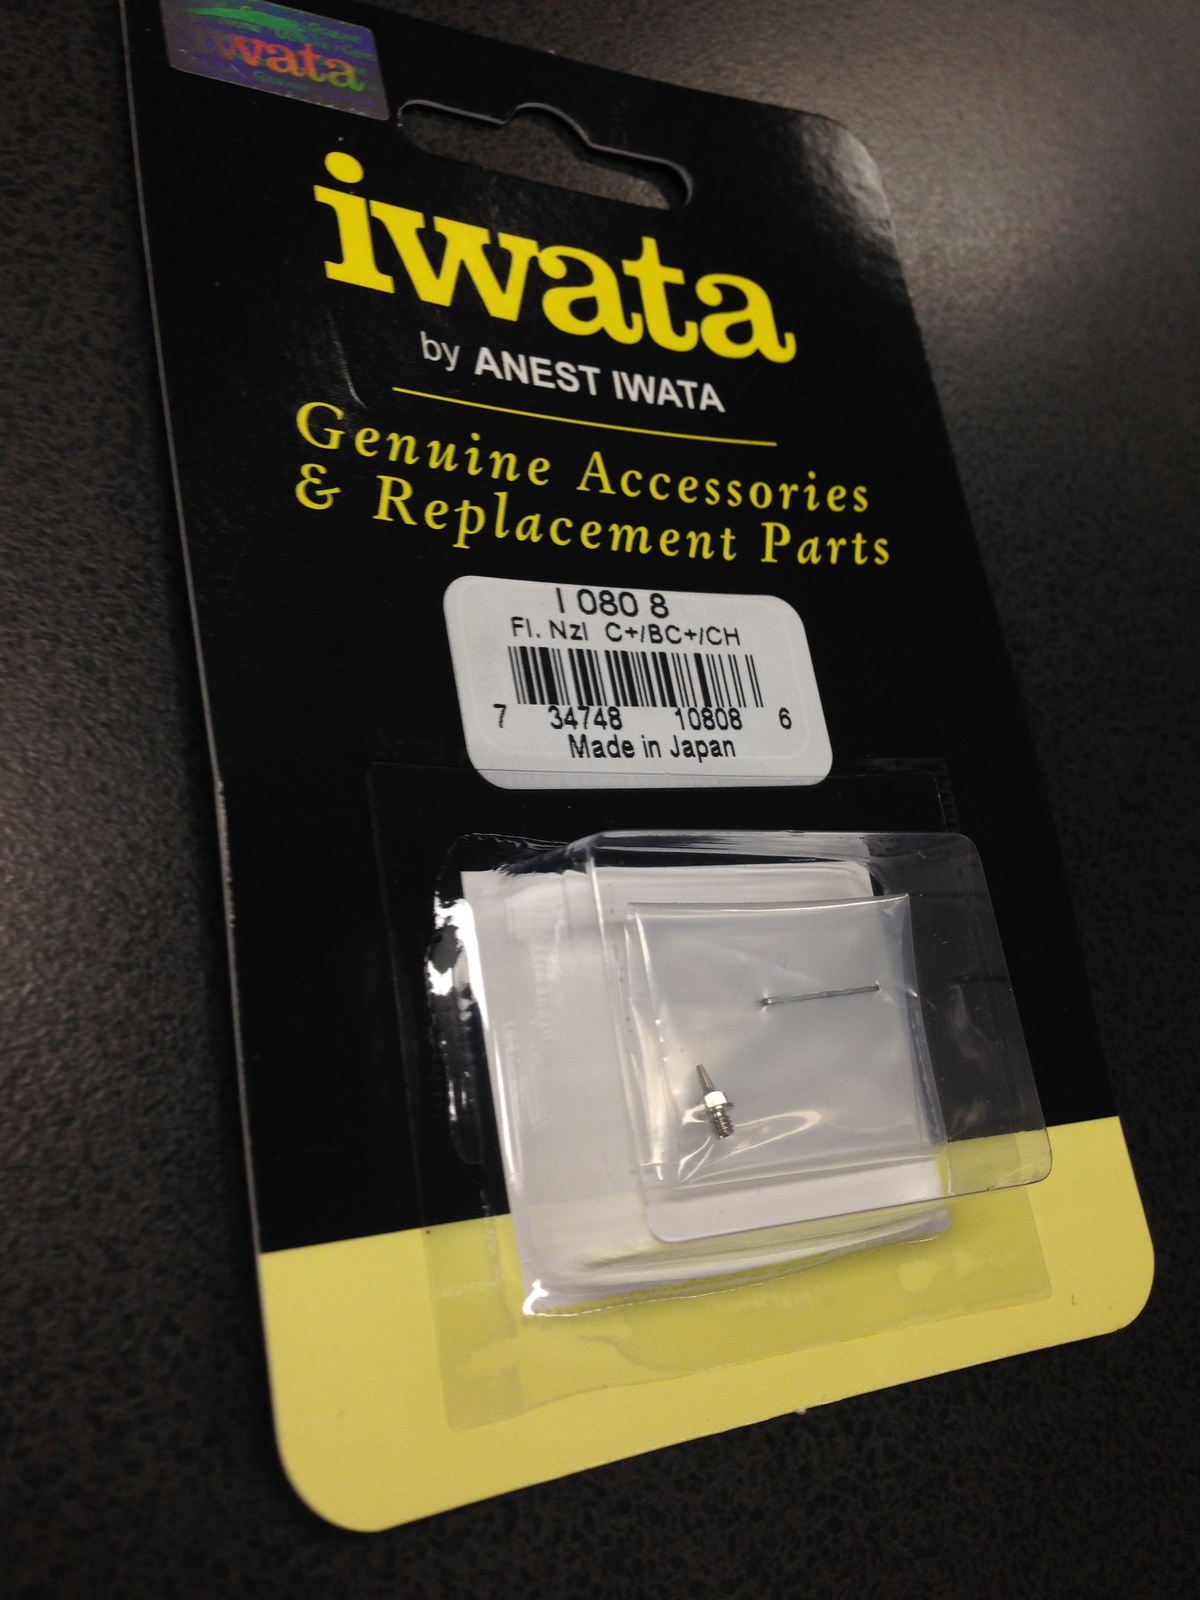 iwata
iwata
by ANEST IWATA
Genuine Accessories
& Replacement Parts
I 080 8
Fl. Nzl C+/BC+/CH
7 34748 10808 6
Made in Japan